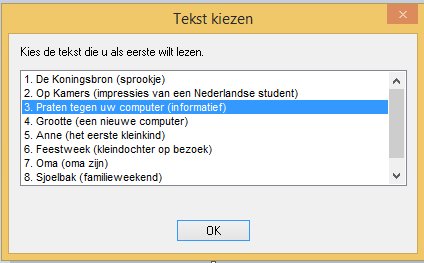 Tekst kiezen
Kies de tekst die u als eerste wilt lezen.
1. De Koningsbron (sprookje)
2. Op Kamers (impressies van een Nederlandse student)
3. Praten tegen uw computer (informatief)
4. Grootte (een nieuwe computer)
5. Anne (het eerste kleinkind)
6. Feestweek (kleindochter op bezoek)
7. Oma (oma zijn)
8. Sjoelbak (familieweekend)
OK